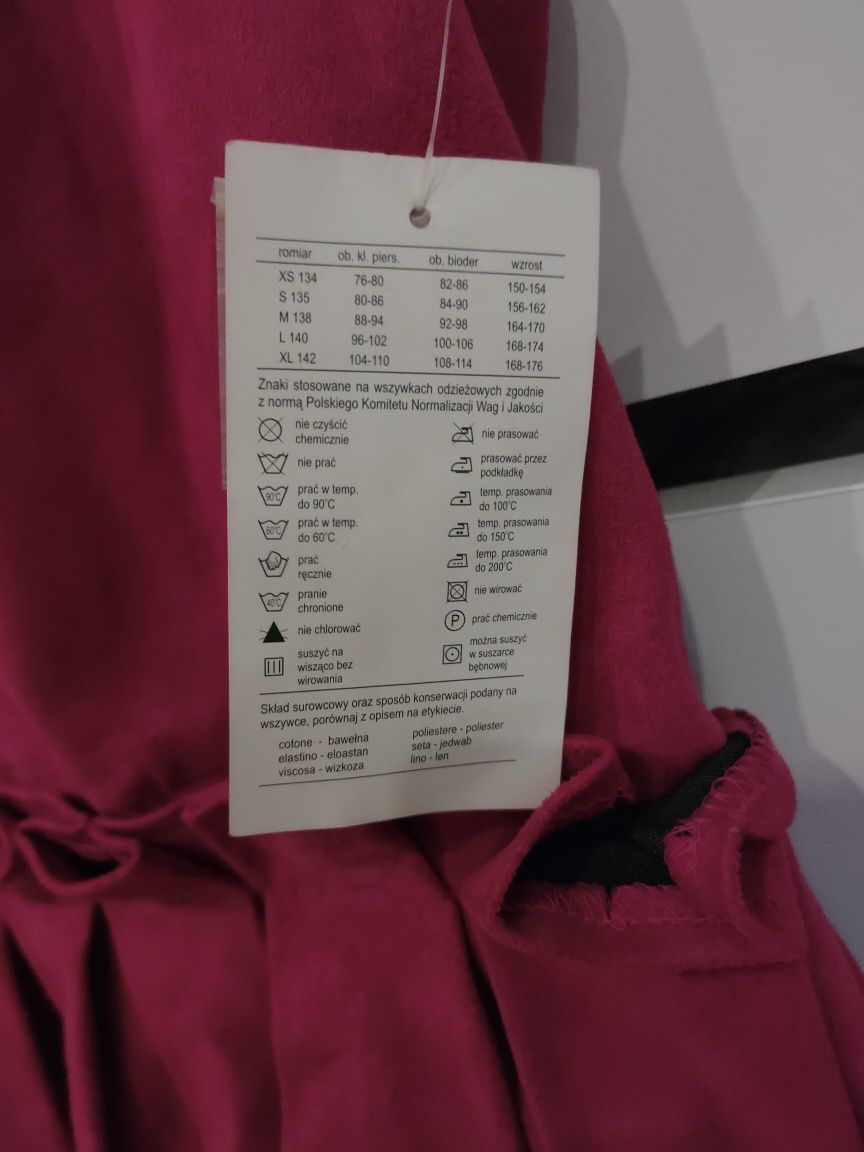 romiar ob. kl. piers. ob. bioder wzrost
XS 134 76-80 82-86 150-154
S 135 80-86 84-90 156-162
M 138 88-94 92-98 164-170
L 140 96-102 100-106 168-174
XL 142 104-110 108-114 168-176
Znaki stosowane na wszywkach odzieżowych zgodnie
z normą Polskiego Komitetu Normalizacji Wag i Jakości
nie czyścić
chemicznie
nie prać
90°C prać w temp.
do 90°C
60°C prać w temp.
do 60°C
prać
ręcznie
40°C pranie
chronione
nie chlorować
suszyć na
wisząco bez
wirowania
nie prasować
prasować przez
podkładkę
temp. prasowania
do 100°C
temp. prasowania
do 150°C
temp. prasowania
do 200°C
nie wirować
P prać chemicznie
można suszyć
w suszarce
bębnowej
Skład surowcowy oraz sposób konserwacji podany na
wszywce, porównaj z opisem na etykiecie.
cotone - bawełna
elastino - eloastan
viscosa - wizkoza
poliestere - poliester
seta - jedwab
lino - len